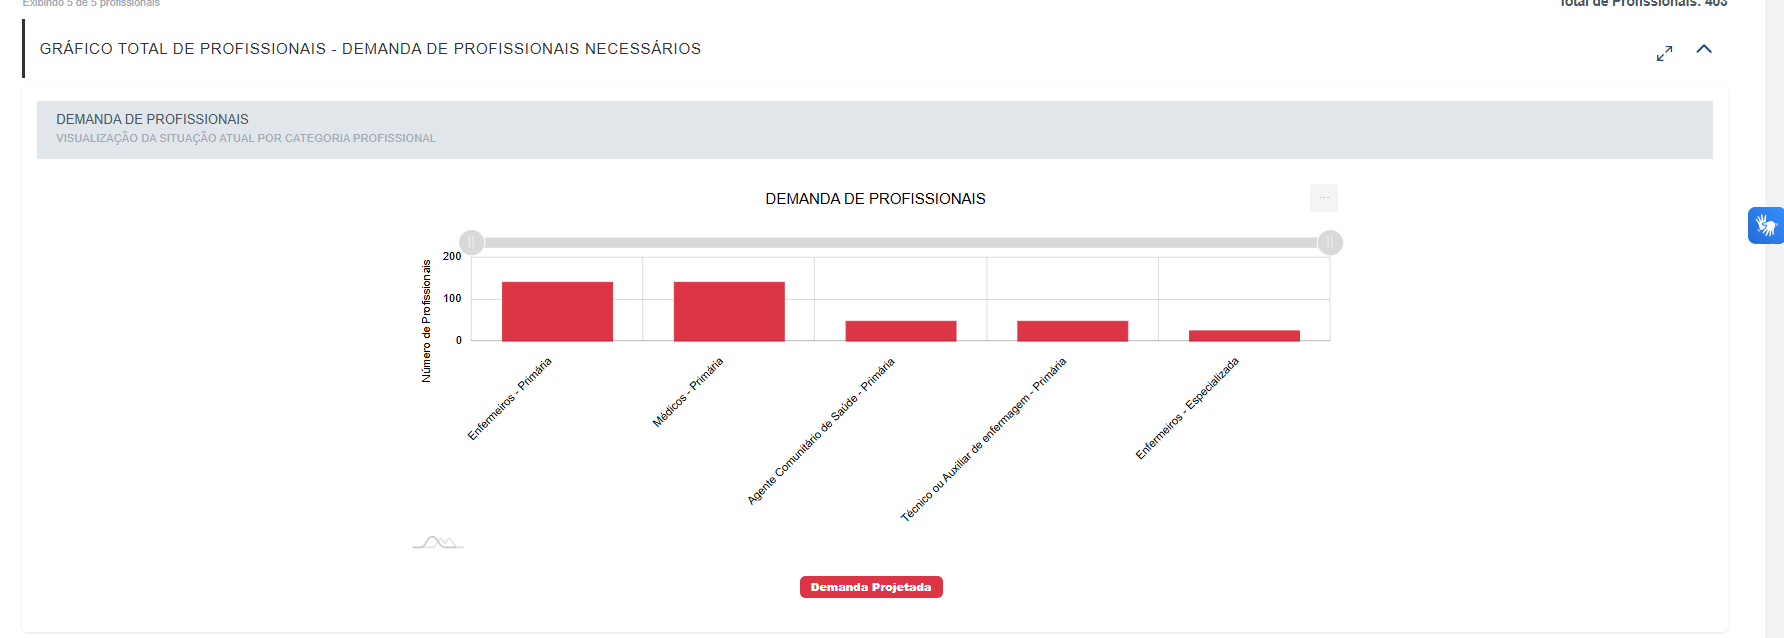 Exibindo 5 de 5 profissionais
Total de Profissionais: 403
GRÁFICO TOTAL DE PROFISSIONAIS - DEMANDA DE PROFISSIONAIS NECESSÁRIOS
DEMANDA DE PROFISSIONAIS
VISUALIZAÇÃO DA SITUAÇÃO ATUAL POR CATEGORIA PROFISSIONAL
DEMANDA DE PROFISSIONAIS
...
Número de Profissionais
200
100
0
Enfermeiros - Primária
Médicos - Primária
Agente Comunitário de Saúde - Primária
Técnico ou Auxiliar de enfermagem - Primária
Enfermeiros - Especializada
Demanda Projetada